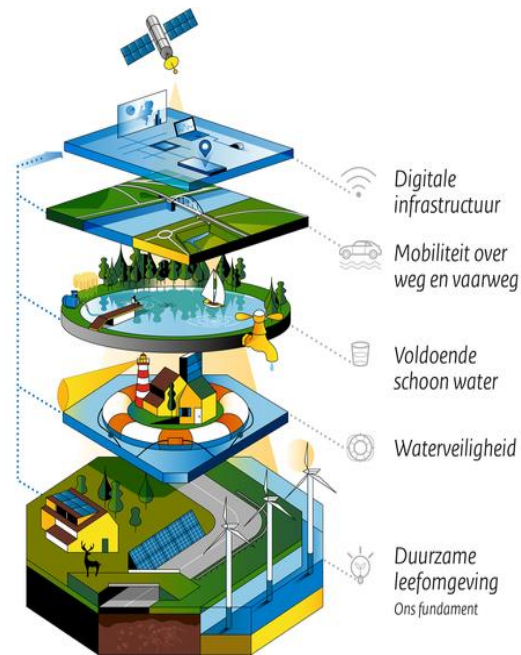 Digitale
infrastructuur
Mobiliteit over
weg en vaarweg
Voldoende
schoon water
Waterveiligheid
Duurzame
leefomgeving
Ons fundament